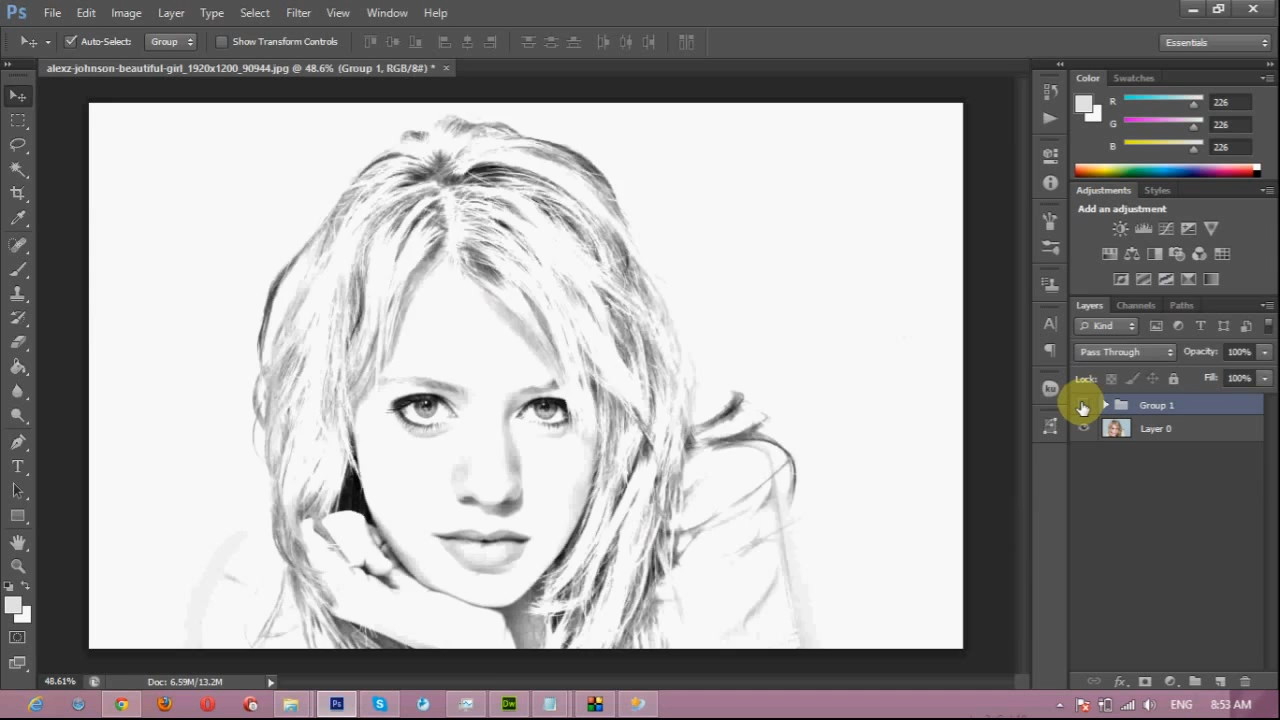 Ps File Edit Image Layer Type Select Filter View Window Help
Auto-Select: Group Show Transform Controls Essentials
alexz-johnson-beautiful-girl_1920x1200_90944.jpg @ 48.6% (Group 1, RGB/8#) * ×
Color Swatches
R 226
G 226
B 226
Adjustments Styles
Add an adjustment
Layers Channels Paths
Kind
Pass Through Opacity: 100%
Lock: Fill: 100%
ku
Group 1
Layer 0
48.61% Doc: 6.59M/13.2M
Ps Dw ENG 8:53 AM